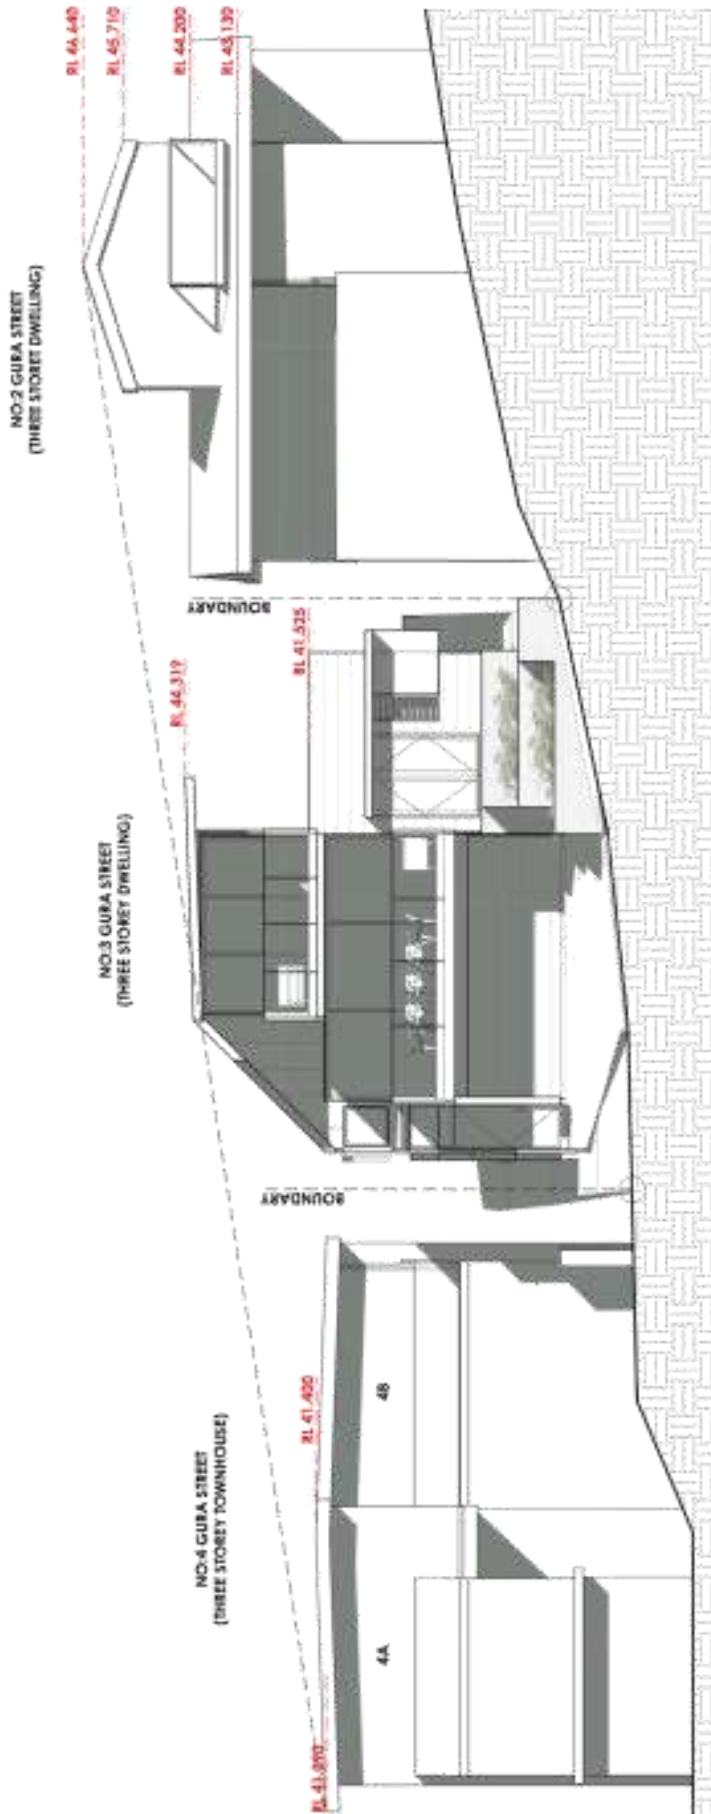 NO:4 GURA STREET
(THREE STOREY TOWNHOUSE)
NO:3 GURA STREET
(THREE STOREY DWELLING)
NO:2 GURA STREET
(THREE STORET DWELLING)
RL 46.640
RL 45.710
RL 44.200
RL 43.130
RL 44.319
RL 41.525
RL 41.400
BOUNDARY
BOUNDARY
4A
4B